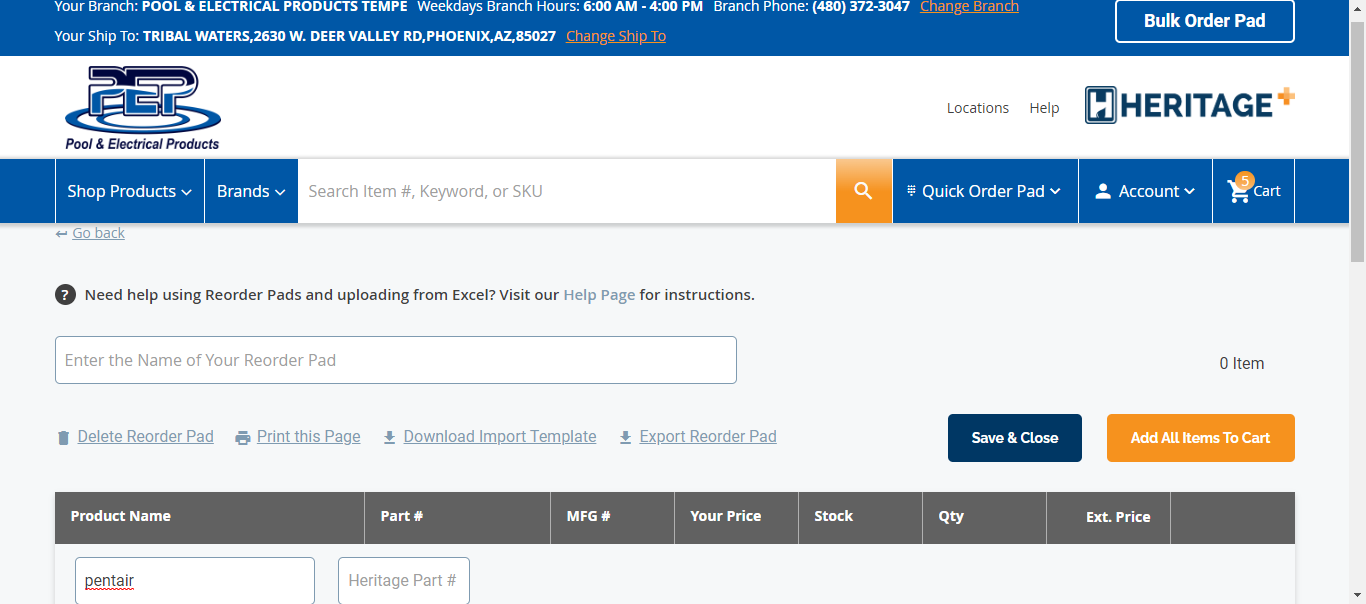 Your Branch: POOL & ELECTRICAL PRODUCTS TEMPE Weekdays Branch Hours: 6:00 AM - 4:00 PM Branch Phone: (480) 372-3047 Change Branch
Bulk Order Pad
Your Ship To: TRIBAL WATERS,2630 W. DEER VALLEY RD,PHOENIX,AZ,85027 Change Ship To
PEP
Pool & Electrical Products
Locations Help HERITAGE+
Shop Products Brands Search Item #, Keyword, or SKU Quick Order Pad Account 5 Cart
Go back
? Need help using Reorder Pads and uploading from Excel? Visit our Help Page for instructions.
Enter the Name of Your Reorder Pad
0 Item
Delete Reorder Pad Print this Page Download Import Template Export Reorder Pad Save & Close Add All Items To Cart
Product Name Part # MFG # Your Price Stock Qty Ext. Price
pentair Heritage Part #